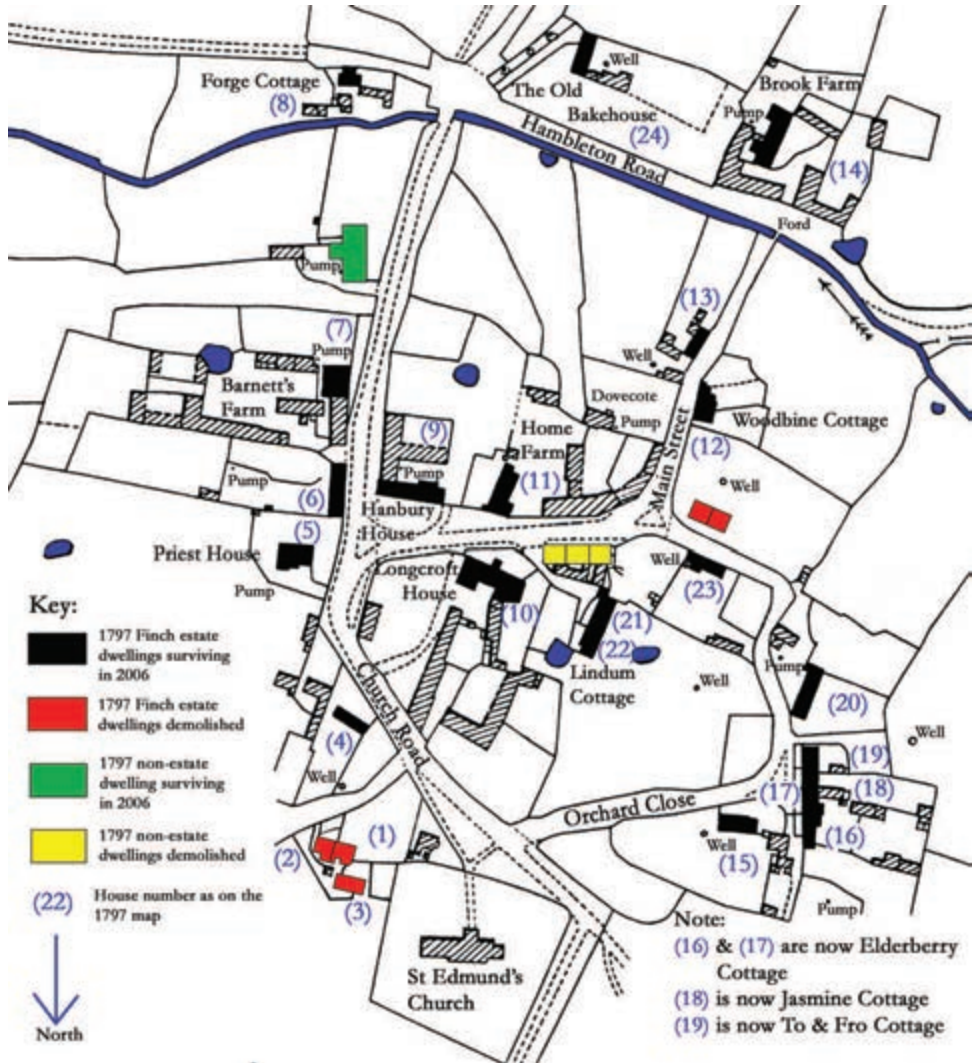 Forge Cottage
(8)
Well
The Old
Bakehouse
(24)
Hambleton Road
Brook Farm
Pump
(14)
Ford
Pump
(13)
Well
(7)
Pump
Barnett's
Farm
Dovecote
Pump
Woodbine Cottage
(12)
Main Street
(9)
Pump
Home
Farm
(11)
Well
Pump
(6)
Hanbury
House
(5)
Priest House
Pump
Longcroft
House
(10)
Well
(23)
(21)
(22)
Lindum
Cottage
Well
Pump
(20)
Well
Key:
1797 Finch estate
dwellings surviving
in 2006
1797 Finch estate
dwellings demolished
1797 non-estate
dwelling surviving
in 2006
1797 non-estate
dwellings demolished
(22)
House number as on the
1797 map
North
Church Road
(4)
Well
(1)
(2)
(3)
Orchard Close
(19)
(18)
(17)
(16)
Well
(15)
Pump
St Edmund's
Church
Note:
(16) & (17) are now Elderberry
Cottage
(18) is now Jasmine Cottage
(19) is now To & Fro Cottage